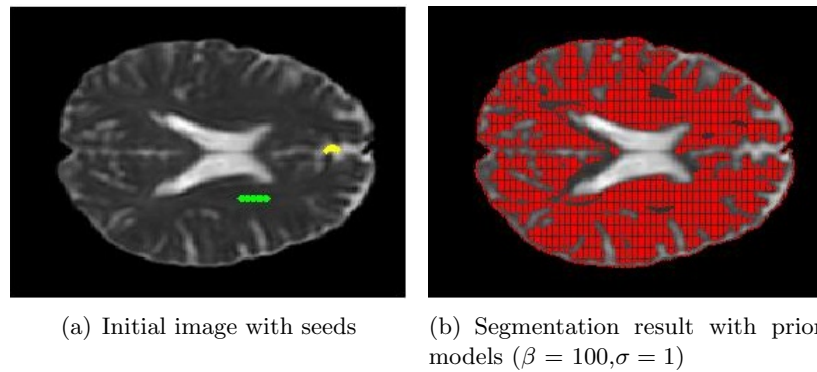 (a) Initial image with seeds
(b) Segmentation result with prior
models (β = 100,σ = 1)